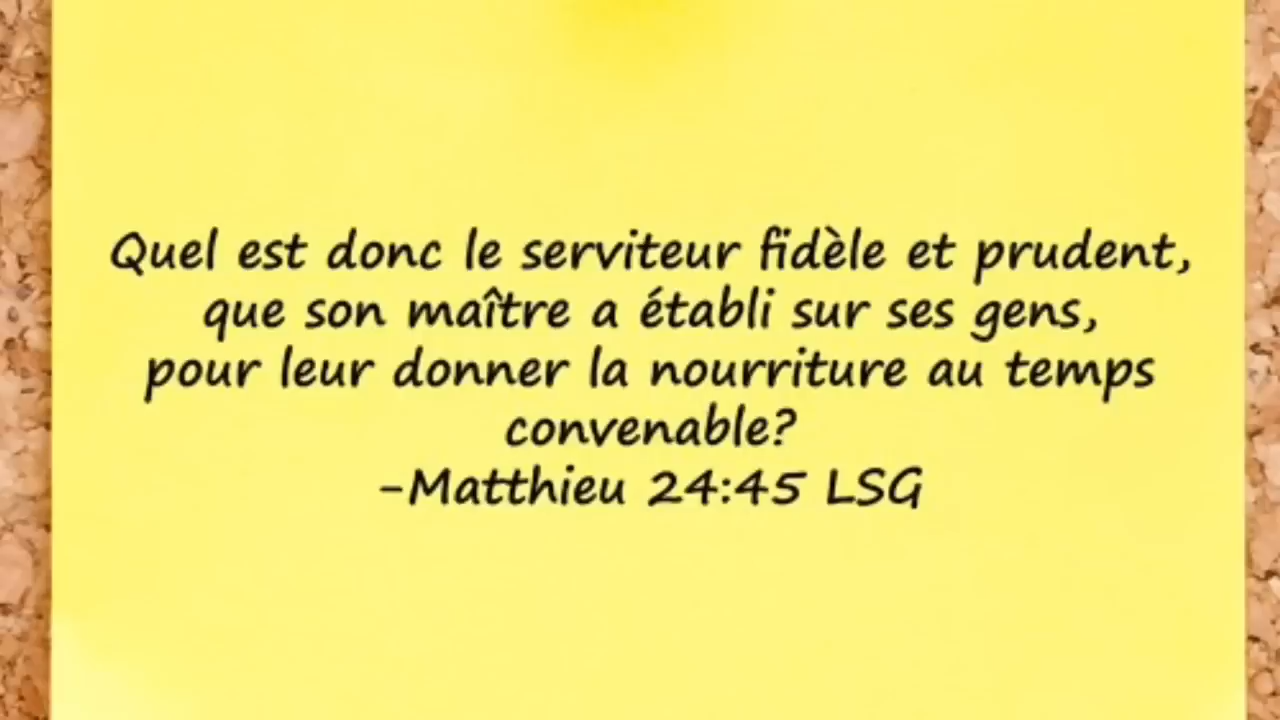 Quel est donc le serviteur fidèle et prudent,
que son maître a établi sur ses gens,
pour leur donner la nourriture au temps
convenable?
-Matthieu 24:45 LSG